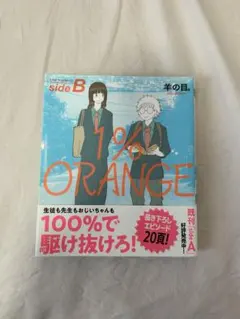 side B
羊の目。
1%
ORANGE
生徒も先生もおじいちゃんも
100%で
駆け抜けろ!
描き下ろし
エピソード
20頁!